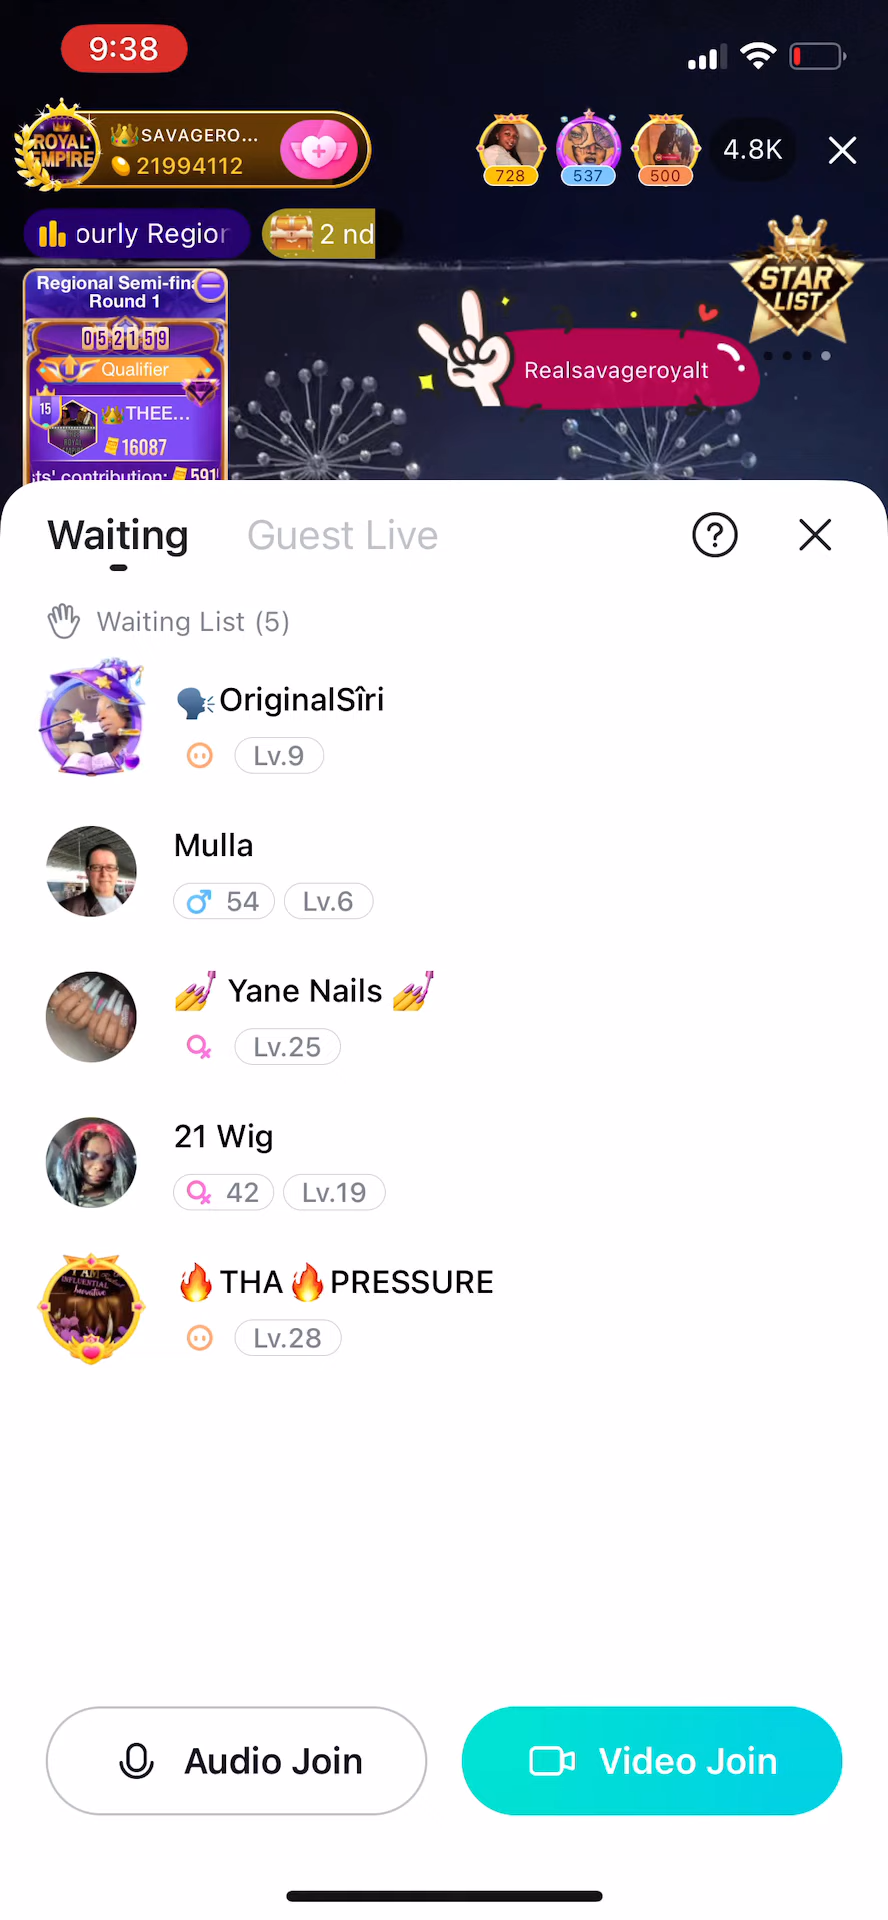 9:38
ROYAL EMPIRE
SAVAGERO...
21994112
728
537
500
4.8K
ourly Region
2 nd
STAR LIST
Regional Semi-fina
Round 1
05:21:59
Qualifier
15
THEE...
16087
Realsavageroyalt
ts' contribution: 591
Waiting
Guest Live
?
Waiting List (5)
🗣OriginalSîri
Lv.9
Mulla
54
Lv.6
💅 Yane Nails 💅
Lv.25
21 Wig
42
Lv.19
🔥THA🔥PRESSURE
Lv.28
Audio Join
Video Join